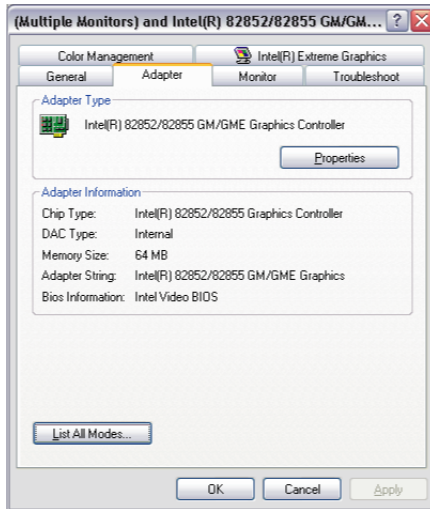 (Multiple Monitors) and Intel(R) 82852/82855 GM/GM...
Color Management Intel(R) Extreme Graphics
General Adapter Monitor Troubleshoot
Adapter Type
Intel(R) 82852/82855 GM/GME Graphics Controller
Properties
Adapter Information
Chip Type: Intel(R) 82852/82855 Graphics Controller
DAC Type: Internal
Memory Size: 64 MB
Adapter String: Intel(R) 82852/82855 GM/GME Graphics
Bios Information: Intel Video BIOS
List All Modes...
OK Cancel Apply